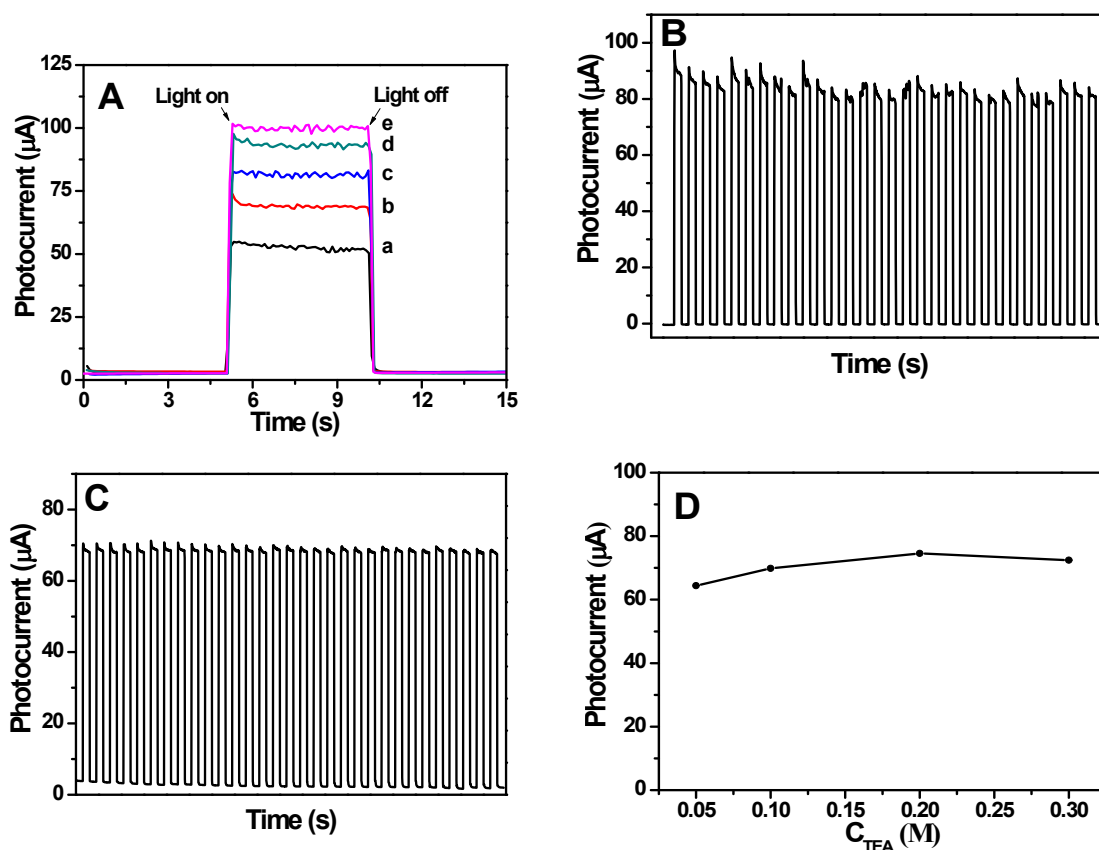 A
Light on
Light off
e
d
c
b
a
Photocurrent (μA)
125
100
75
50
25
0
0 3 6 9 12 15
Time (s)
B
Photocurrent (μA)
100
80
60
40
20
0
Time (s)
C
Photocurrent (μA)
80
60
40
20
0
Time (s)
D
Photocurrent (μA)
100
80
60
40
20
0
0.05 0.10 0.15 0.20 0.25 0.30
C_TEA (M)